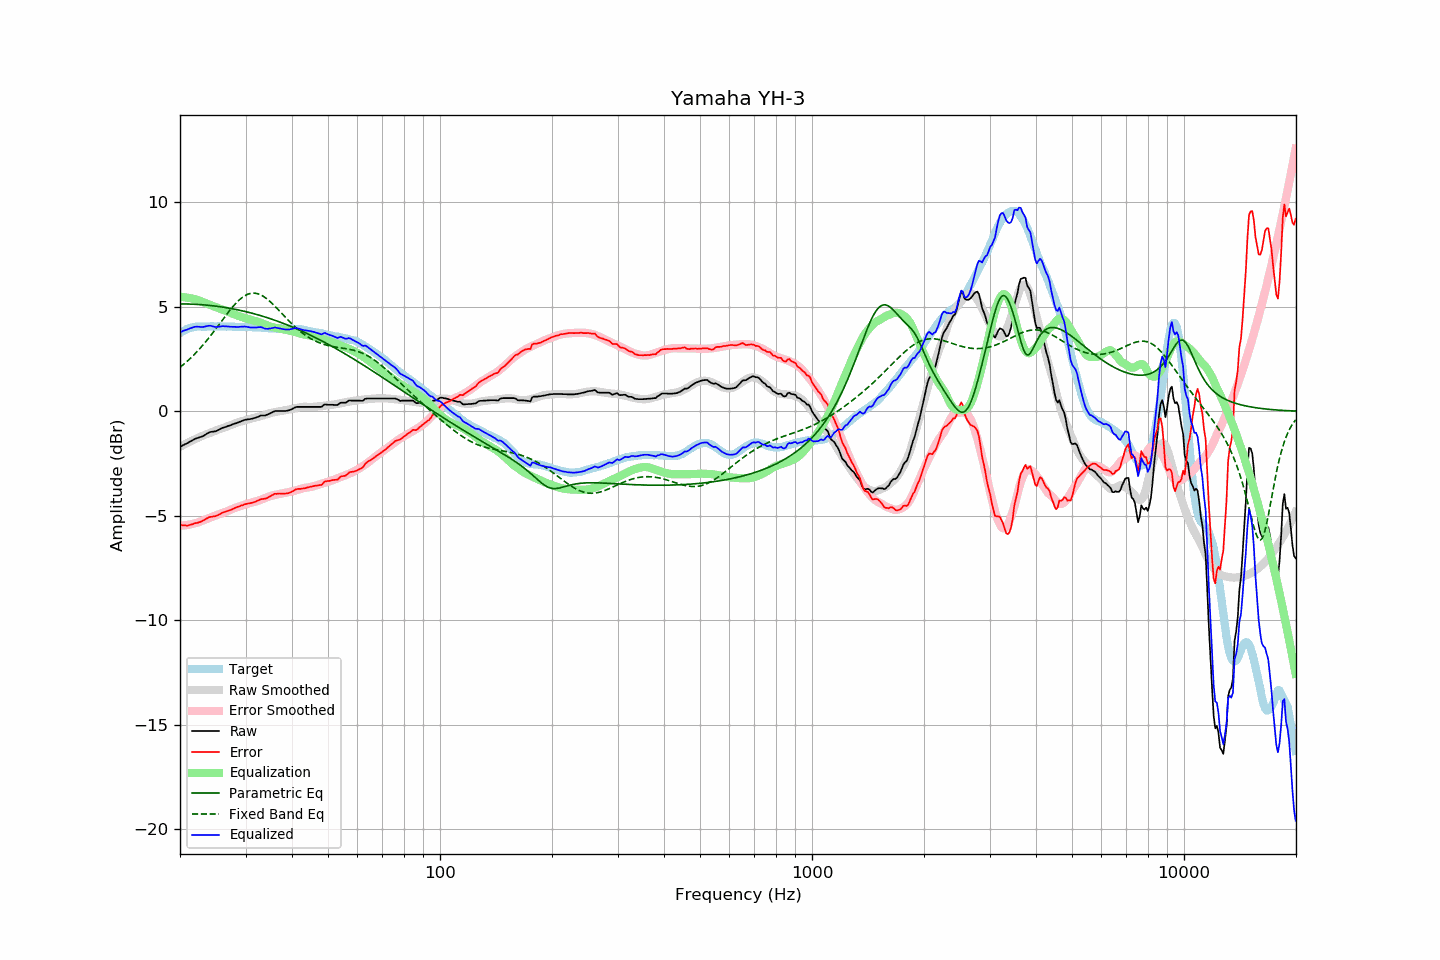 Yamaha YH-3
Amplitude (dBr)
10
5
0
−5
−10
−15
−20
Target
Raw Smoothed
Error Smoothed
Raw
Error
Equalization
Parametric Eq
Fixed Band Eq
Equalized
100
1000
10000
Frequency (Hz)